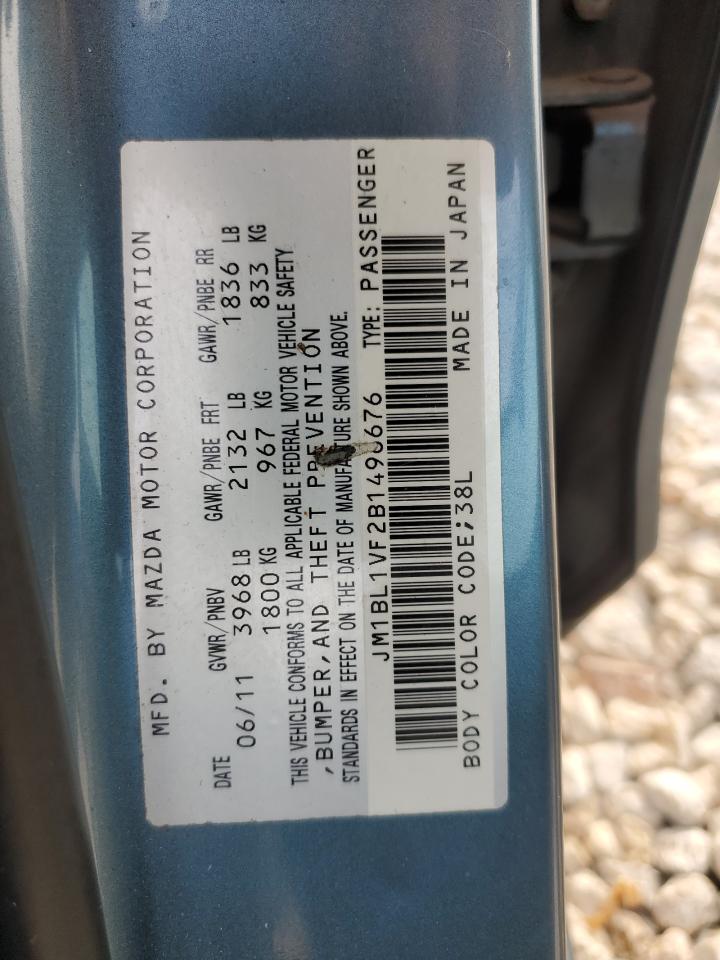 MFD. BY MAZDA MOTOR CORPORATION
DATE GVWR/PNBV GAWR/PNBE FRT GAWR/PNBE RR
06/11 3968 LB 2132 LB 1836 LB
1800 KG 967 KG 833 KG
THIS VEHICLE CONFORMS TO ALL APPLICABLE FEDERAL MOTOR VEHICLE SAFETY
,BUMPER,AND THEFT PREVENTION
STANDARDS IN EFFECT ON THE DATE OF MANUFACTURE SHOWN ABOVE.
JM1BL1VF2B1496676 TYPE: PASSENGER
BODY COLOR CODE;38L MADE IN JAPAN